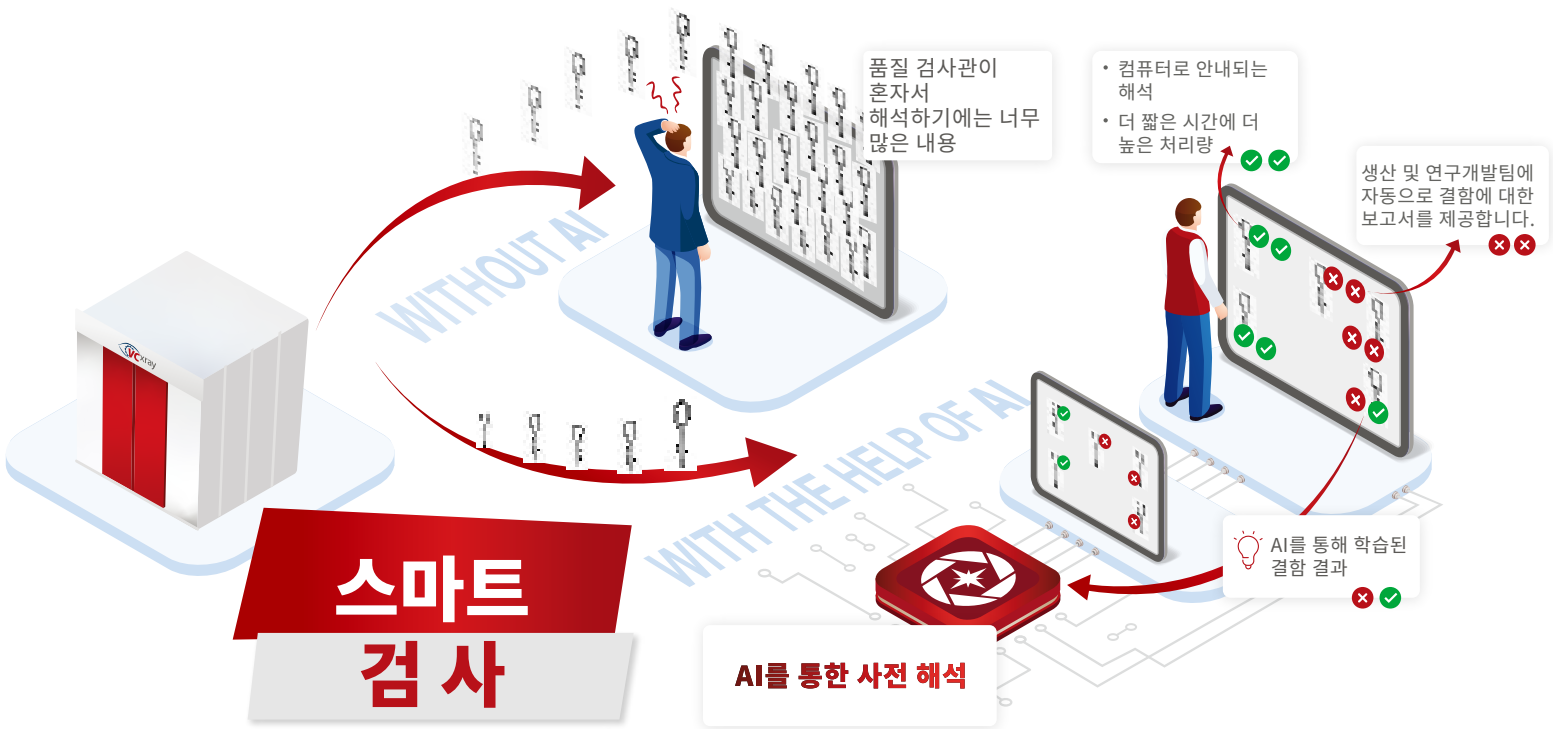 품질 검사관이
혼자서
해석하기에는 너무
많은 내용
• 컴퓨터로 안내되는
해석
• 더 짧은 시간에 더
높은 처리량
생산 및 연구개발팀에
자동으로 결함에 대한
보고서를 제공합니다.
WITHOUT AI
VCxray
WITH THE HELP OF AI
AI를 통해 학습된
결함 결과
스마트
검 사
AI를 통한 사전 해석